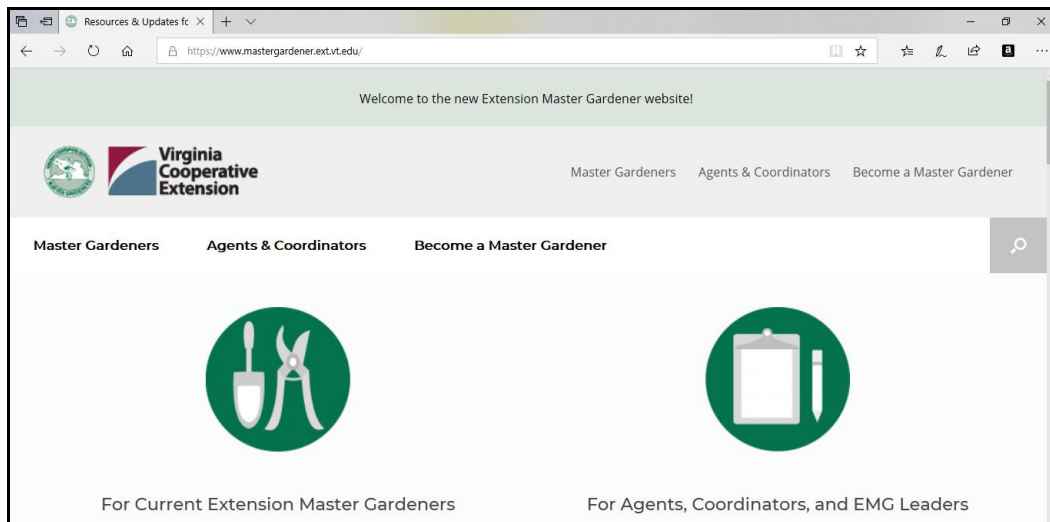 Resources & Updates fc
https://www.mastergardener.ext.vt.edu/
a
Welcome to the new Extension Master Gardener website!
Virginia
Cooperative
Extension
Master Gardeners Agents & Coordinators Become a Master Gardener
Master Gardeners Agents & Coordinators Become a Master Gardener
For Current Extension Master Gardeners For Agents, Coordinators, and EMG Leaders